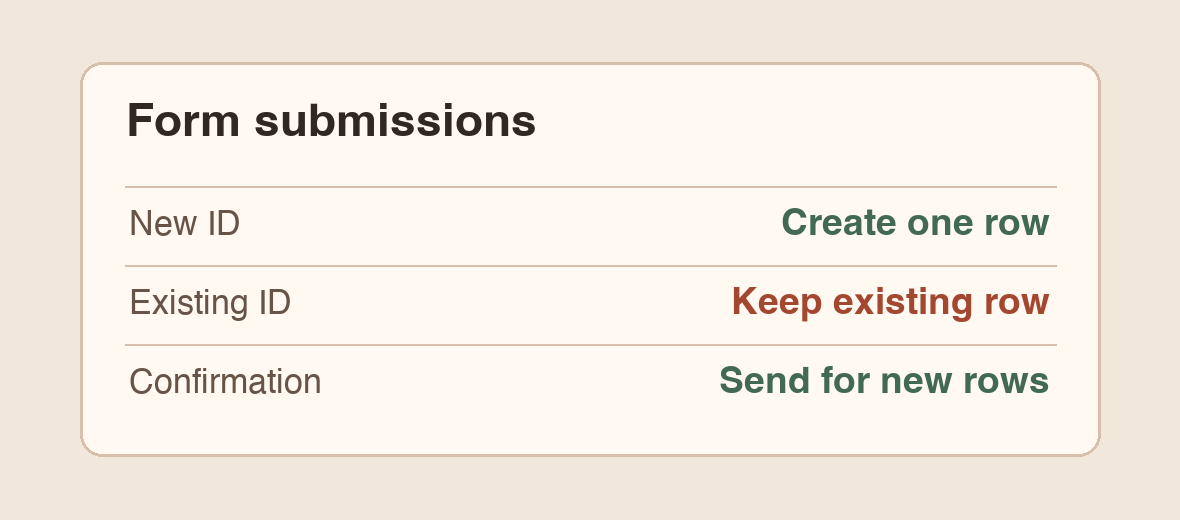 Form submissions
New ID Create one row
Existing ID Keep existing row
Confirmation Send for new rows